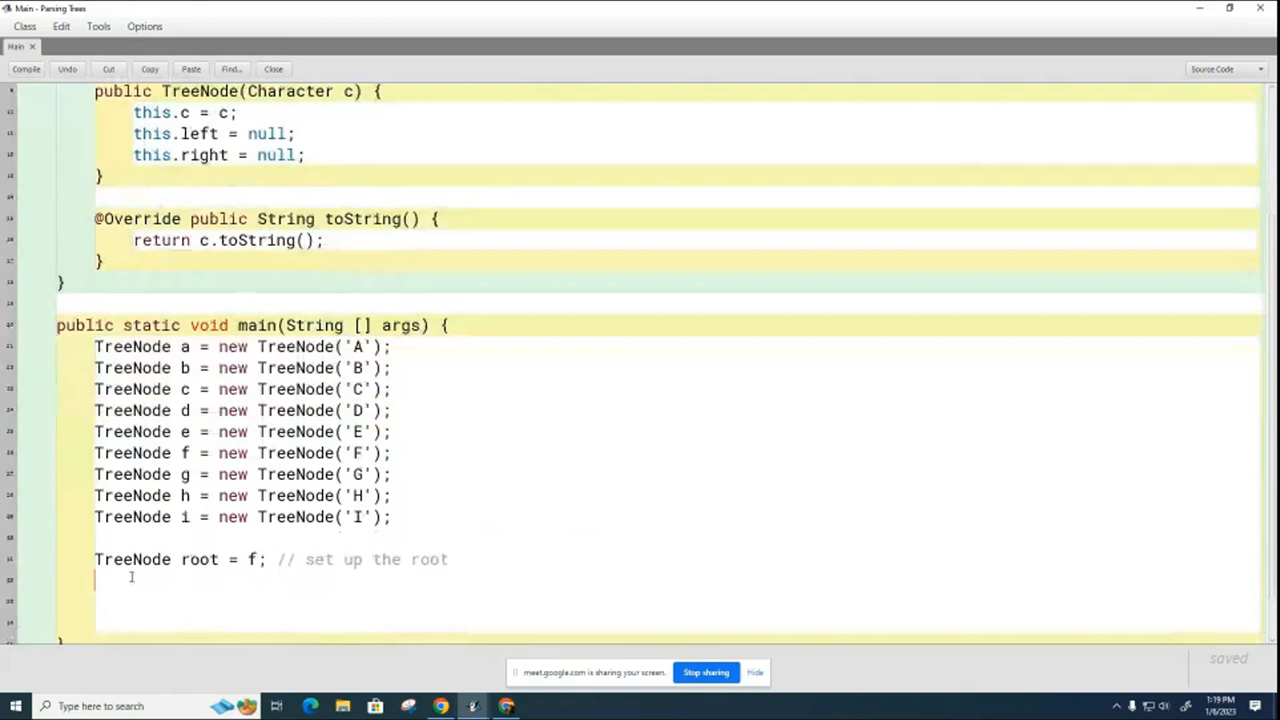 Main - Parsing Trees
Class Edit Tools Options
Main
Compile Undo Cut Copy Paste Find... Close Source Code
public TreeNode(Character c) {
this.c = c;
this.left = null;
this.right = null;
}
@Override public String toString() {
return c.toString();
}
}
public static void main(String [] args) {
TreeNode a = new TreeNode('A');
TreeNode b = new TreeNode('B');
TreeNode c = new TreeNode('C');
TreeNode d = new TreeNode('D');
TreeNode e = new TreeNode('E');
TreeNode f = new TreeNode('F');
TreeNode g = new TreeNode('G');
TreeNode h = new TreeNode('H');
TreeNode i = new TreeNode('I');
TreeNode root = f; // set up the root
}
saved
meet.google.com is sharing your screen. Stop sharing Hide
Type here to search
1:19 PM
1/6/2023